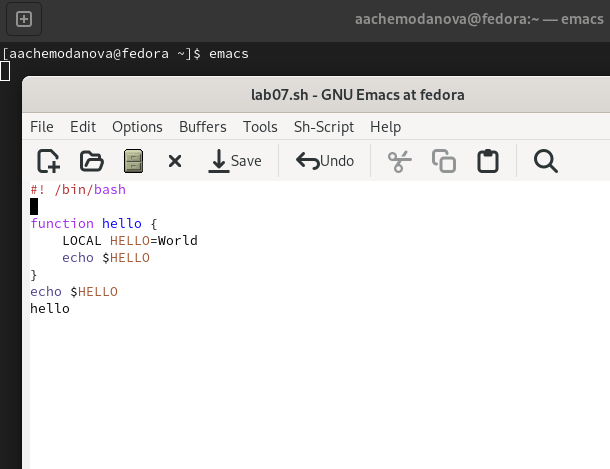 aachemodanova@fedora:~ — emacs
[aachemodanova@fedora ~]$ emacs
lab07.sh - GNU Emacs at fedora
File Edit Options Buffers Tools Sh-Script Help
Save Undo
#! /bin/bash
function hello {
    LOCAL HELLO=World
    echo $HELLO
}
echo $HELLO
hello